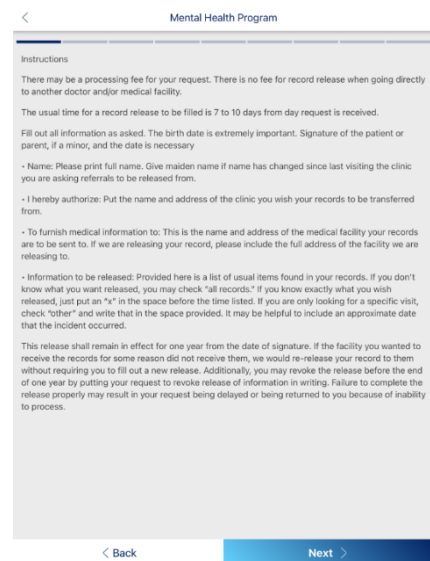 Mental Health Program
Instructions
There may be a processing fee for your request. There is no fee for record release when going directly
to another doctor and/or medical facility.
The usual time for a record release to be filled is 7 to 10 days from day request is received.
Fill out all information as asked. The birth date is extremely important. Signature of the patient or
parent, if a minor, and the date is necessary
• Name: Please print full name. Give maiden name if name has changed since last visiting the clinic
you are asking referrals to be released from.
• I hereby authorize: Put the name and address of the clinic you wish your records to be transferred
from.
• To furnish medical information to: This is the name and address of the medical facility your records
are to be sent to. If we are releasing your record, please include the full address of the facility we are
releasing to.
• Information to be released: Provided here is a list of usual items found in your records. If you don't
know what you want released, you may check "all records." If you know exactly what you wish
released, just put an "x" in the space before the time listed. If you are only looking for a specific visit,
check "other" and write that in the space provided. It may be helpful to include an approximate date
that the incident occurred.
This release shall remain in effect for one year from the date of signature. If the facility you wanted to
receive the records for some reason did not receive them, we would re-release your record to them
without requiring you to fill out a new release. Additionally, you may revoke the release before the end
of one year by putting your request to revoke release of information in writing. Failure to complete the
release properly may result in your request being delayed or being returned to you because of inability
to process.
Back
Next